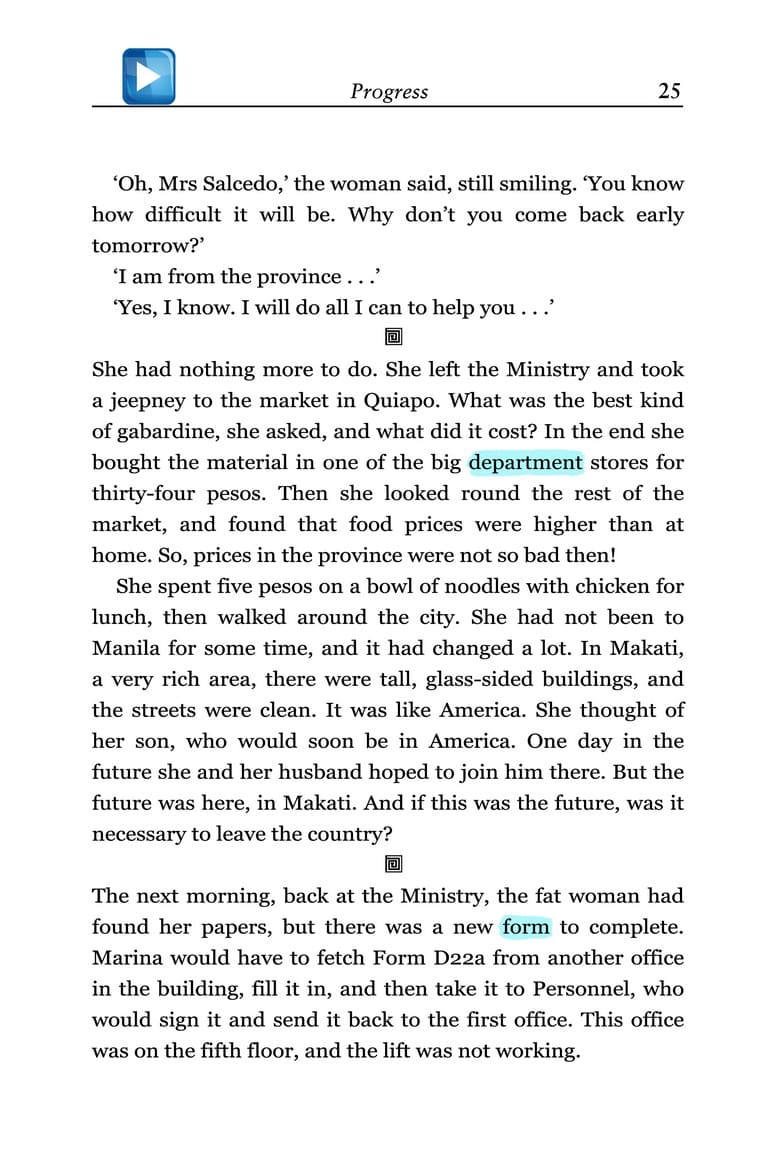 Progress 25
‘Oh, Mrs Salcedo,’ the woman said, still smiling. ‘You know
how difficult it will be. Why don’t you come back early
tomorrow?’
‘I am from the province . . .’
‘Yes, I know. I will do all I can to help you . . .’
She had nothing more to do. She left the Ministry and took
a jeepney to the market in Quiapo. What was the best kind
of gabardine, she asked, and what did it cost? In the end she
bought the material in one of the big department stores for
thirty-four pesos. Then she looked round the rest of the
market, and found that food prices were higher than at
home. So, prices in the province were not so bad then!
She spent five pesos on a bowl of noodles with chicken for
lunch, then walked around the city. She had not been to
Manila for some time, and it had changed a lot. In Makati,
a very rich area, there were tall, glass-sided buildings, and
the streets were clean. It was like America. She thought of
her son, who would soon be in America. One day in the
future she and her husband hoped to join him there. But the
future was here, in Makati. And if this was the future, was it
necessary to leave the country?
The next morning, back at the Ministry, the fat woman had
found her papers, but there was a new form to complete.
Marina would have to fetch Form D22a from another office
in the building, fill it in, and then take it to Personnel, who
would sign it and send it back to the first office. This office
was on the fifth floor, and the lift was not working.